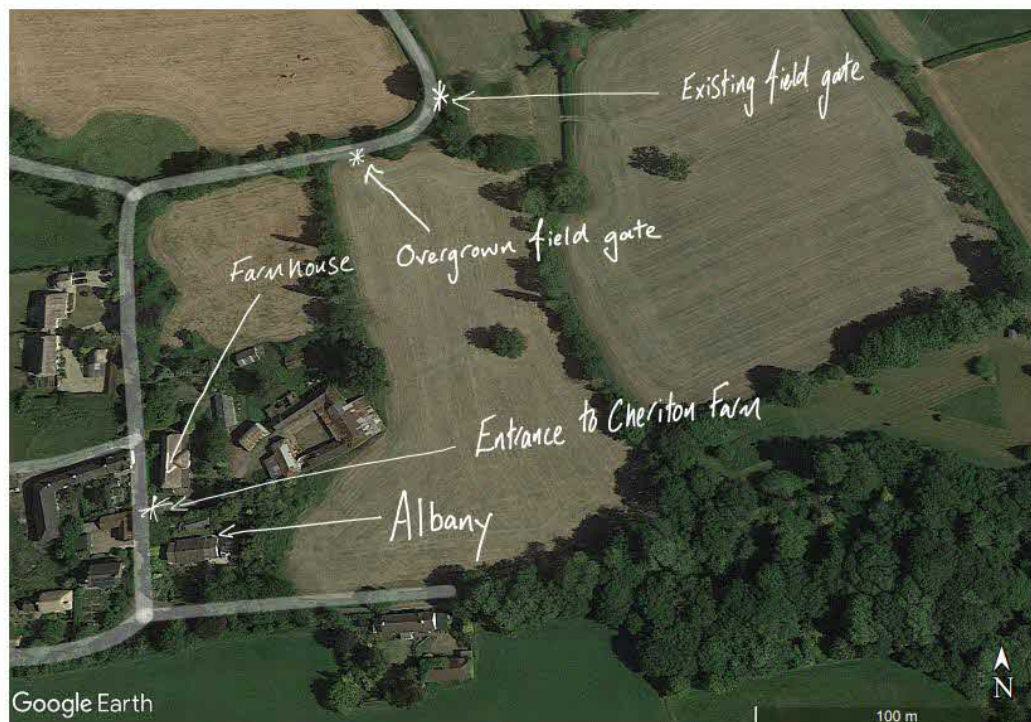 Existing field gate
Overgrown field gate
Farmhouse
Entrance to Cheriton Farm
Albany
Google Earth
N
100 m